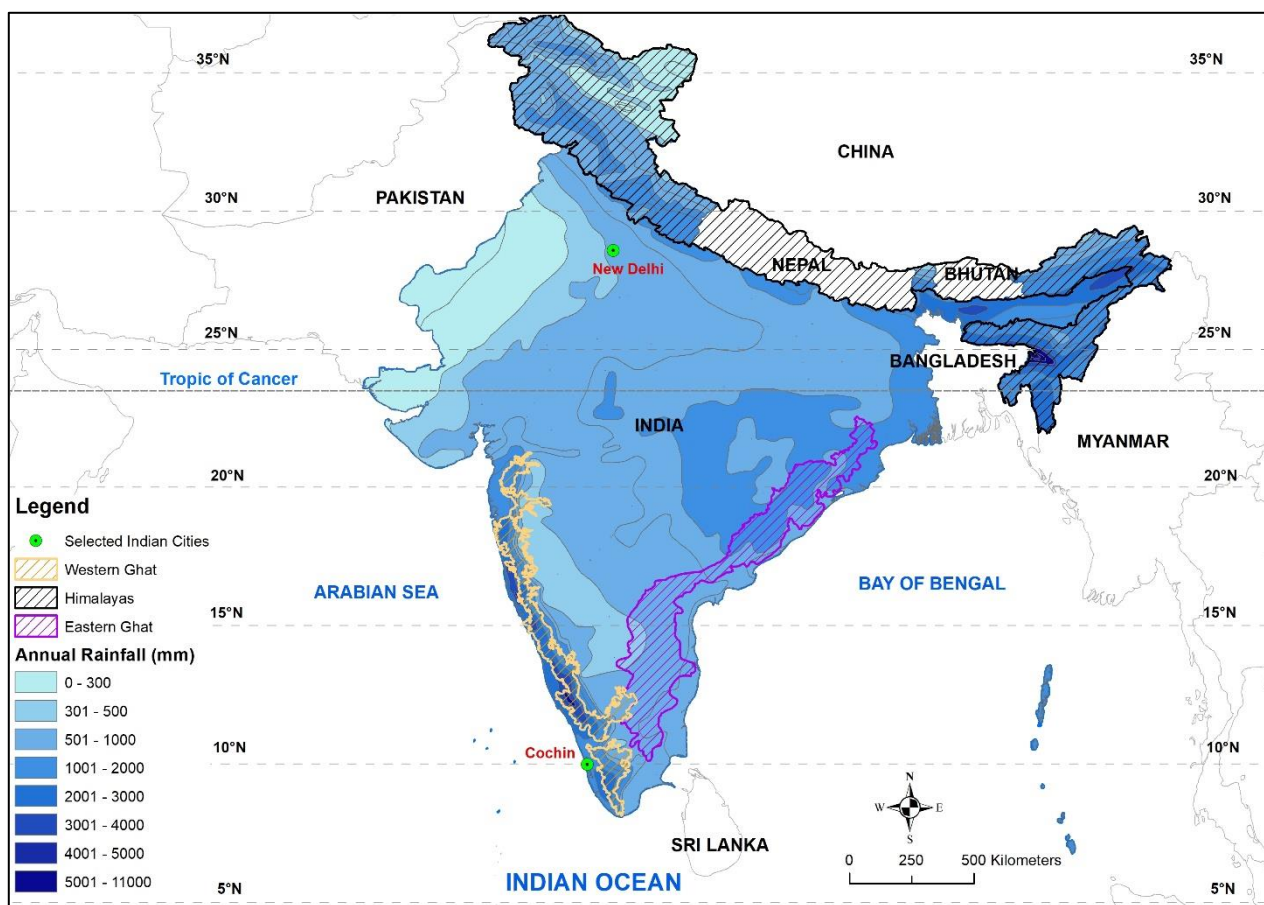 35°N
35°N
CHINA
PAKISTAN
30°N
30°N
New Delhi
NEPAL
BHUTAN
25°N
25°N
BANGLADESH
Tropic of Cancer
INDIA
MYANMAR
20°N
20°N
Legend
Selected Indian Cities
Western Ghat
Himalayas
Eastern Ghat
ARABIAN SEA
BAY OF BENGAL
15°N
15°N
Annual Rainfall (mm)
0 - 300
301 - 500
501 - 1000
1001 - 2000
2001 - 3000
3001 - 4000
4001 - 5000
5001 - 11000
Cochin
10°N
10°N
N
W
E
S
SRI LANKA
0 250 500 Kilometers
INDIAN OCEAN
5°N
5°N